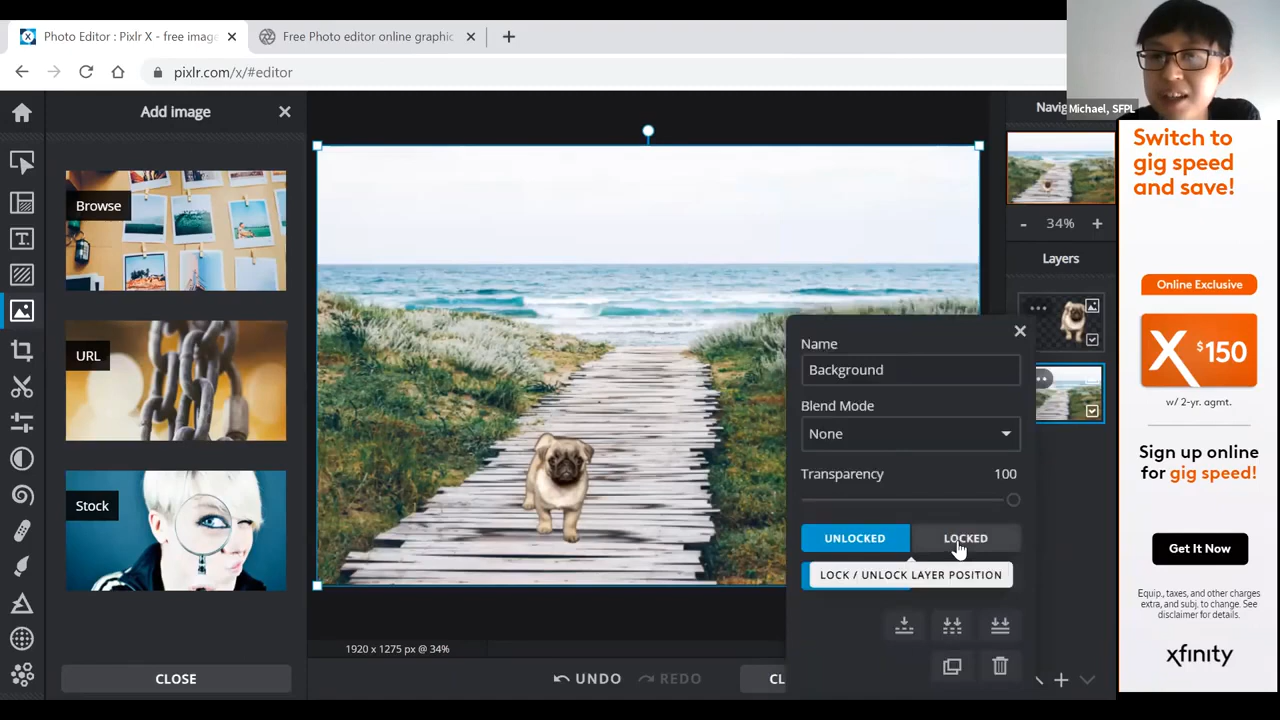 Photo Editor : Pixlr X - free image
Free Photo editor online graphic
pixlr.com/x/#editor
Michael, SFPL
Add image
Browse
URL
Stock
CLOSE
1920 x 1275 px @ 34%
UNDO
REDO
CL
Navig
34%
Layers
Name
Background
Blend Mode
None
Transparency
100
UNLOCKED
LOCKED
LOCK / UNLOCK LAYER POSITION
Switch to
gig speed
and save!
Online Exclusive
X $150
w/ 2-yr. agmt.
Sign up online
for gig speed!
Get It Now
Equip., taxes, and other charges
extra, and subj. to change. See
disclaimer for details.
xfinity